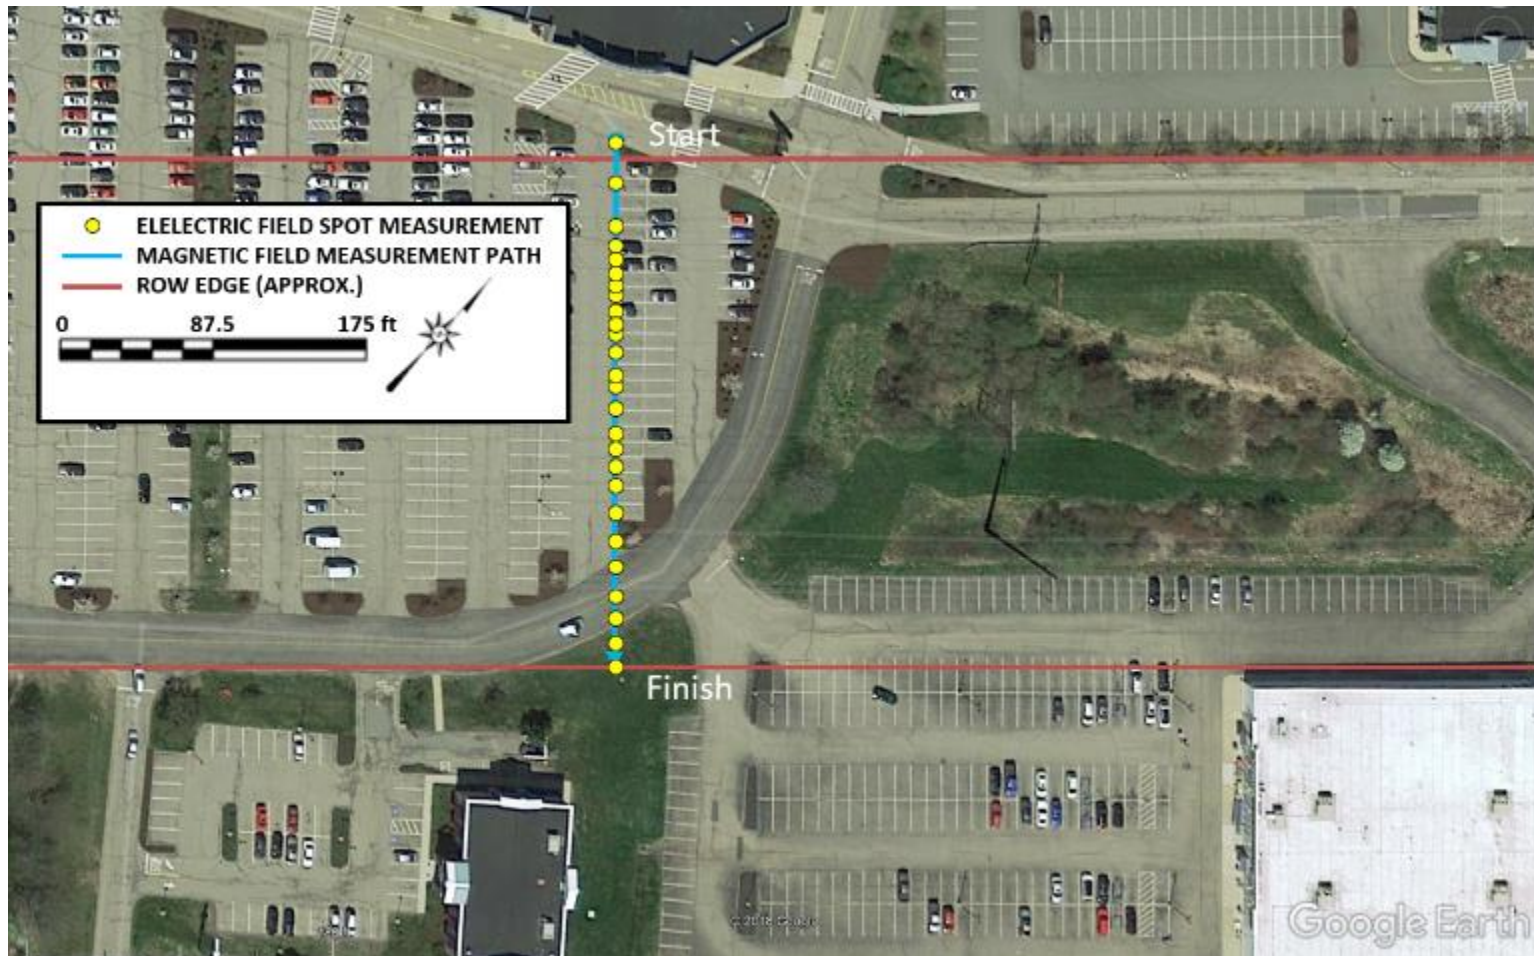 Start
ELELECTRIC FIELD SPOT MEASUREMENT
MAGNETIC FIELD MEASUREMENT PATH
ROW EDGE (APPROX.)
0 87.5 175 ft
Finish
Google Earth